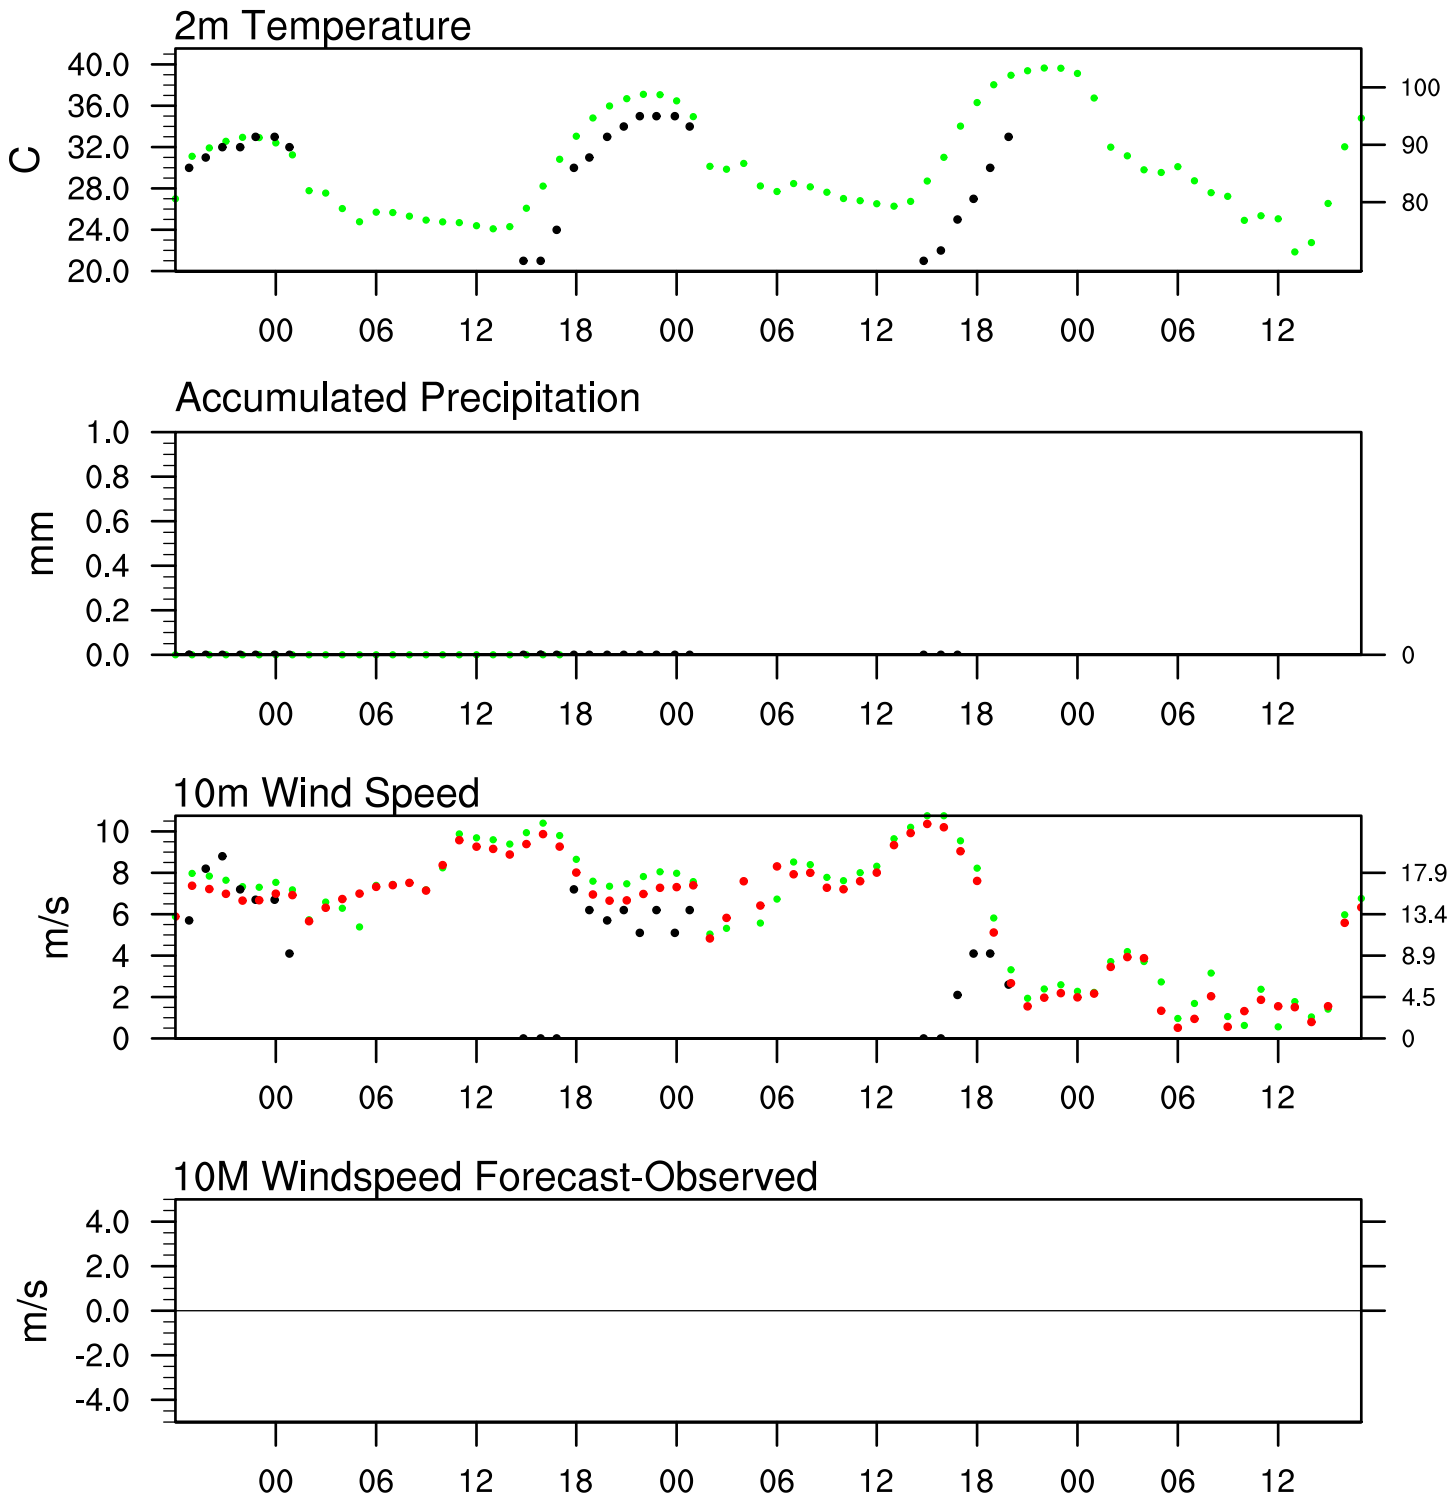 2m Temperature
40.0
36.0
32.0
28.0
24.0
20.0
C
100
90
80
00 06 12 18 00 06 12 18 00 06 12
Accumulated Precipitation
1.0
0.8
0.6
0.4
0.2
0.0
mm
0
00 06 12 18 00 06 12 18 00 06 12
10m Wind Speed
10
8
6
4
2
0
m/s
17.9
13.4
8.9
4.5
0
00 06 12 18 00 06 12 18 00 06 12
10M Windspeed Forecast-Observed
4.0
2.0
0.0
-2.0
-4.0
m/s
00 06 12 18 00 06 12 18 00 06 12